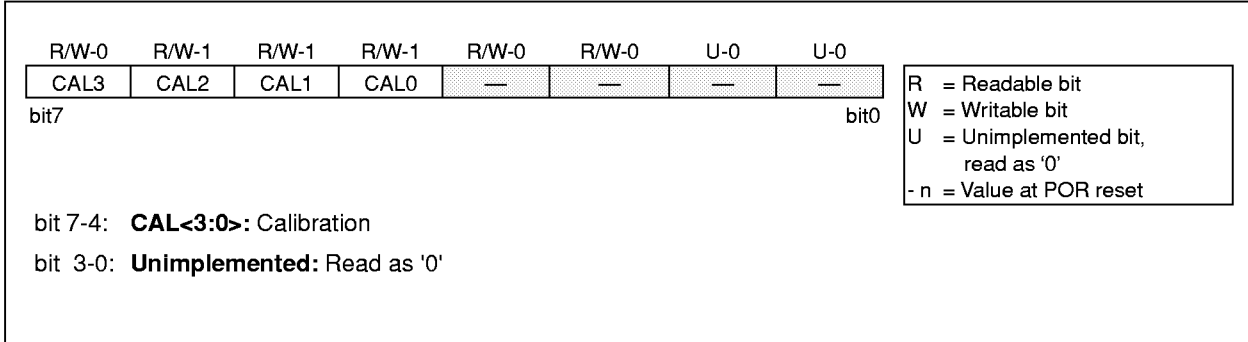 R/W-0 R/W-1 R/W-1 R/W-1 R/W-0 R/W-0 U-0 U-0
CAL3 CAL2 CAL1 CAL0 — — — —
bit7 bit0
R = Readable bit
W = Writable bit
U = Unimplemented bit,
read as ‘0’
- n = Value at POR reset
bit 7-4: CAL<3:0>: Calibration
bit 3-0: Unimplemented: Read as '0'